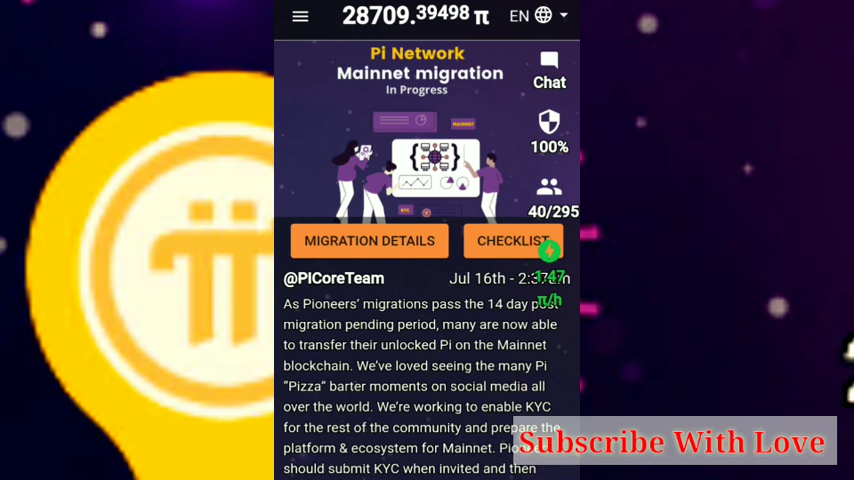 28709.39498 π
EN
Pi Network
Mainnet migration
In Progress
MAINNET
KYC
Chat
100%
40/295
MIGRATION DETAILS
CHECKLIST
1.47
π/h
@PiCoreTeam
Jul 16th - 2:37am
As Pioneers’ migrations pass the 14 day post
migration pending period, many are now able
to transfer their unlocked Pi on the Mainnet
blockchain. We’ve loved seeing the many Pi
“Pizza” barter moments on social media all
over the world. We’re working to enable KYC
for the rest of the community and prepare the
platform & ecosystem for Mainnet.
should submit KYC when invited and then
Subscribe With Love